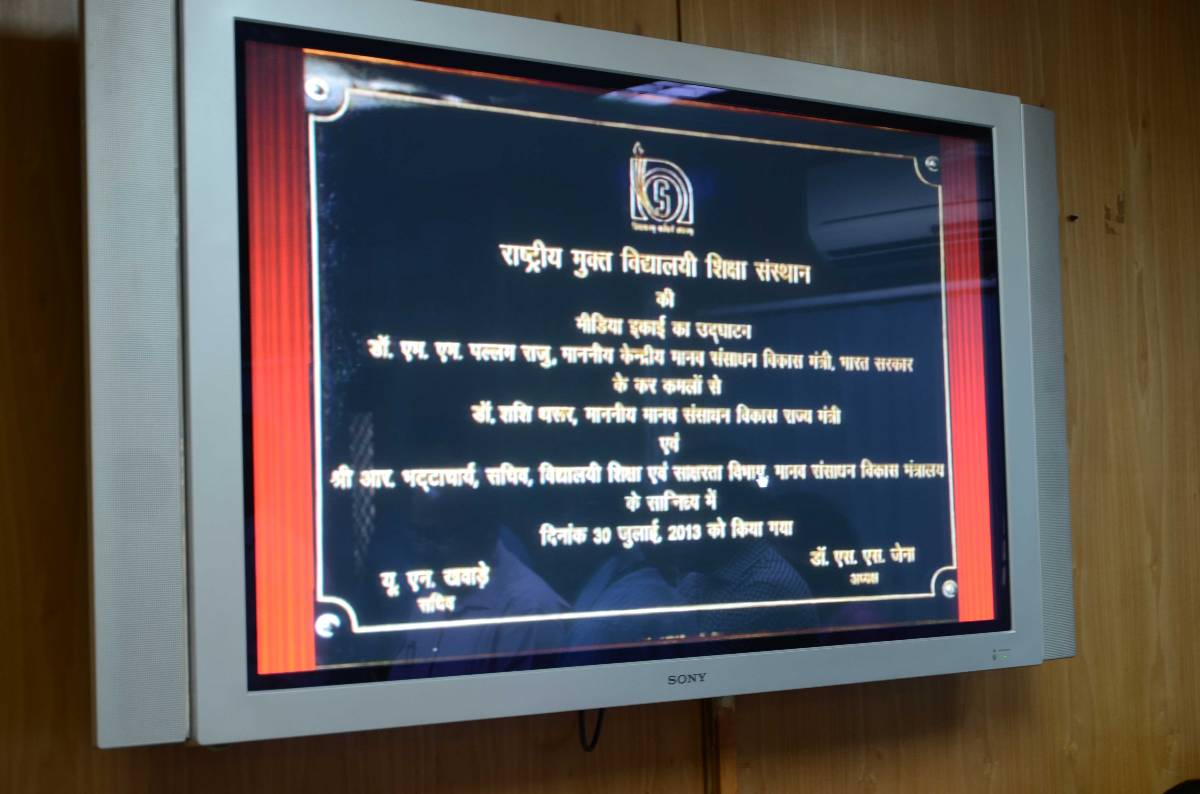 राष्ट्रीय मुक्त विद्यालयी शिक्षा संस्थान
की
मीडिया इकाई का उद्घाटन
डॉ. एम. एम. पल्लम राजु, माननीय केन्द्रीय मानव संसाधन विकास मंत्री, भारत सरकार
के कर कमलों से
डॉ. शशि थरूर, माननीय मानव संसाधन विकास राज्य मंत्री
एवं
श्री आर. भट्टाचार्य, सचिव, विद्यालयी शिक्षा एवं साक्षरता विभाग, मानव संसाधन विकास मंत्रालय
के सानिध्य में
दिनांक 30 जुलाई, 2013 को किया गया
यू. एन. खवाड़े
सचिव
डॉ. एस. एस. जेना
अध्यक्ष
SONY